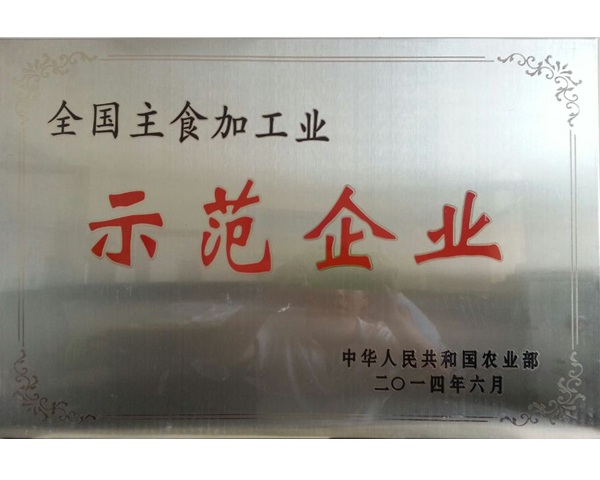 全国主食加工业
示范企业
中华人民共和国农业部
二〇一四年六月